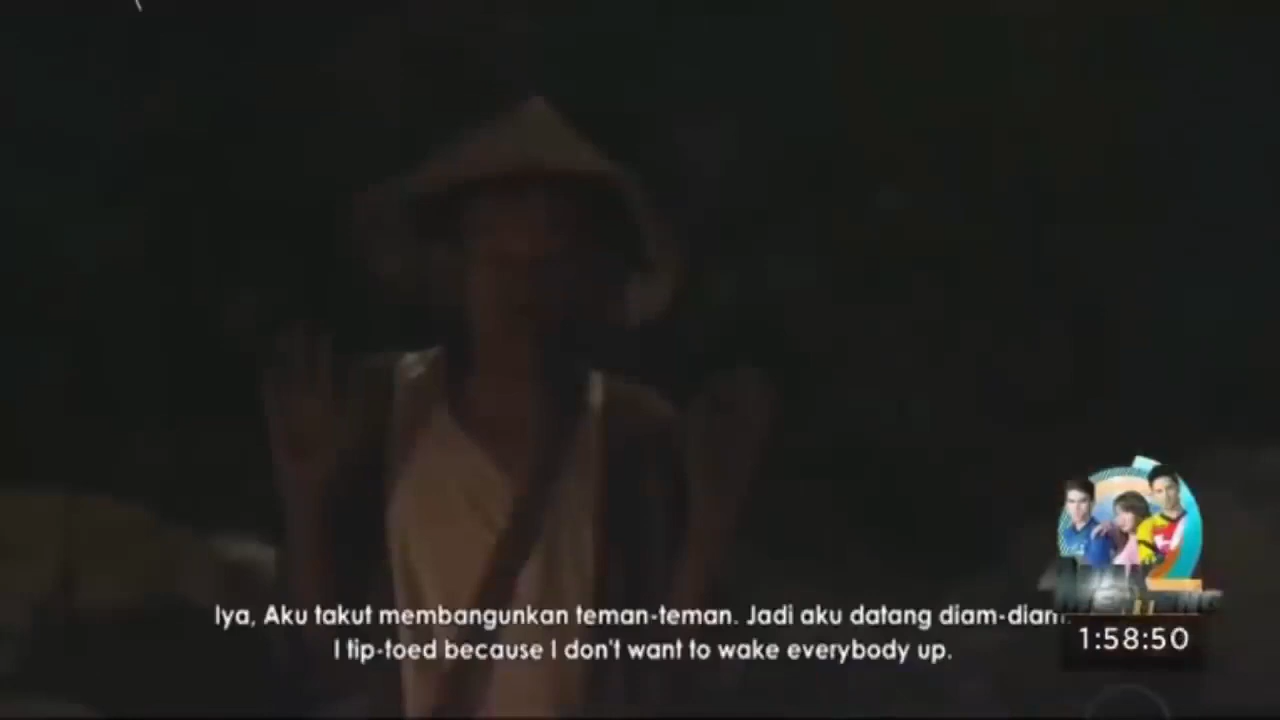 Iya, Aku takut membangunkan teman-teman. Jadi aku datang diam-diam.
I tip-toed because I don't want to wake everybody up.
1:58:50